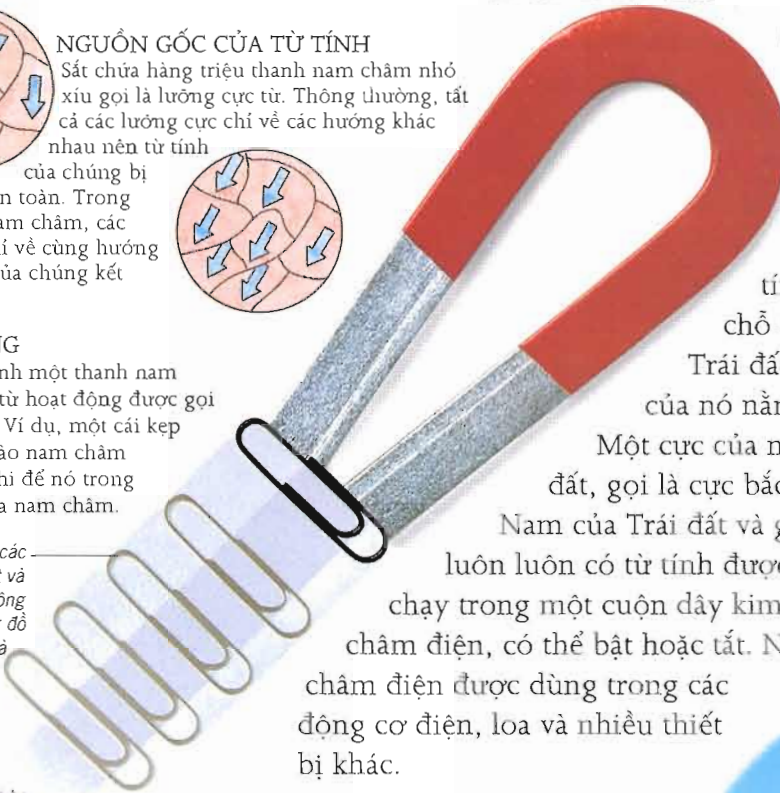 NGUỒN GỐC CỦA TỪ TÍNH
Sắt chứa hàng triệu thanh nam châm nhỏ
xíu gọi là lưỡng cực từ. Thông thường, tất
cả các lưỡng cực chỉ về các hướng khác
nhau nên từ tính
của chúng bị
n toàn. Trong
am châm, các
ỉ về cùng hướng
ủa chúng kết
G
nh một thanh nam
từ hoạt động được gọi
Ví dụ, một cái kẹp
ào nam châm
hi để nó trong
a nam châm.
các
t và
ông
đồ
à
tí
chỗ
Trái đấ
của nó nằn
Một cực của n
đất, gọi là cực bắc
Nam của Trái đất và g
luôn luôn có từ tính được
chạy trong một cuộn dây kim
châm điện, có thể bật hoặc tắt. N
châm điện được dùng trong các
động cơ điện, loa và nhiều thiết
bị khác.